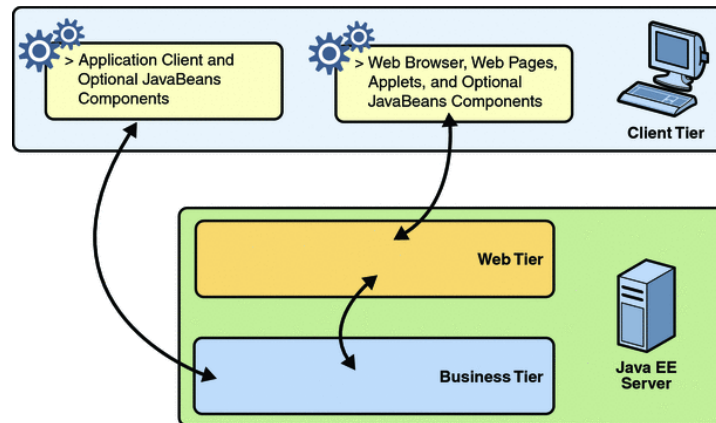 > Application Client and
Optional JavaBeans
Components
> Web Browser, Web Pages,
Applets, and Optional
JavaBeans Components
Client Tier
Web Tier
Business Tier
Java EE
Server